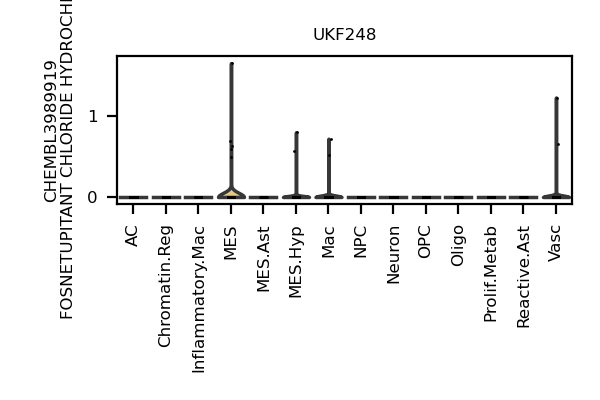 UKF248
CHEMBL3989919
FOSNETUPITANT CHLORIDE
1
0
AC
Chromatin.Reg
Inflammatory.Mac
MES
MES.Ast
MES.Hyp
Mac
NPC
Neuron
OPC
Oligo
Prolif.Metab
Reactive.Ast
Vasc